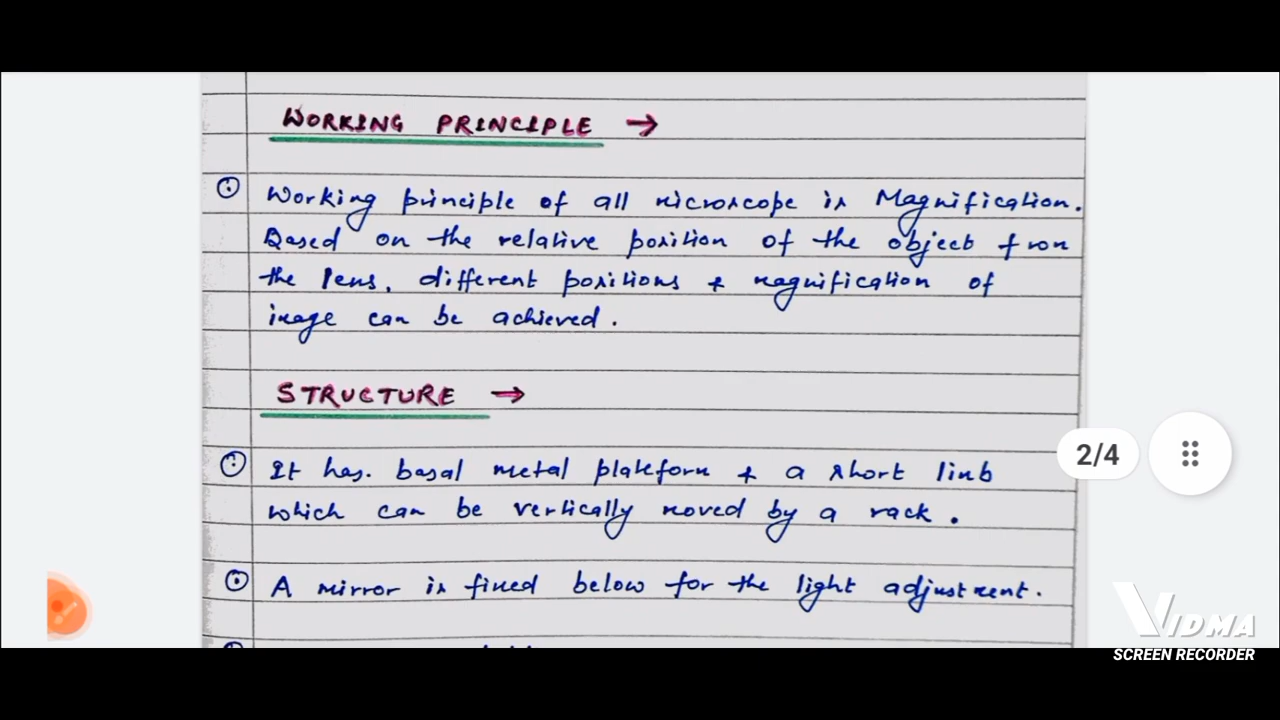 WORKING PRINCIPLE →
Working principle of all microscope is Magnification.
Based on the relative position of the object from
the lens, different positions + magnification of
image can be achieved.
STRUCTURE →
It has. basal metal plateform + a short limb
which can be vertically moved by a rack.
2/4
A mirror is fixed below for the light adjustment.
VIDMA
SCREEN RECORDER